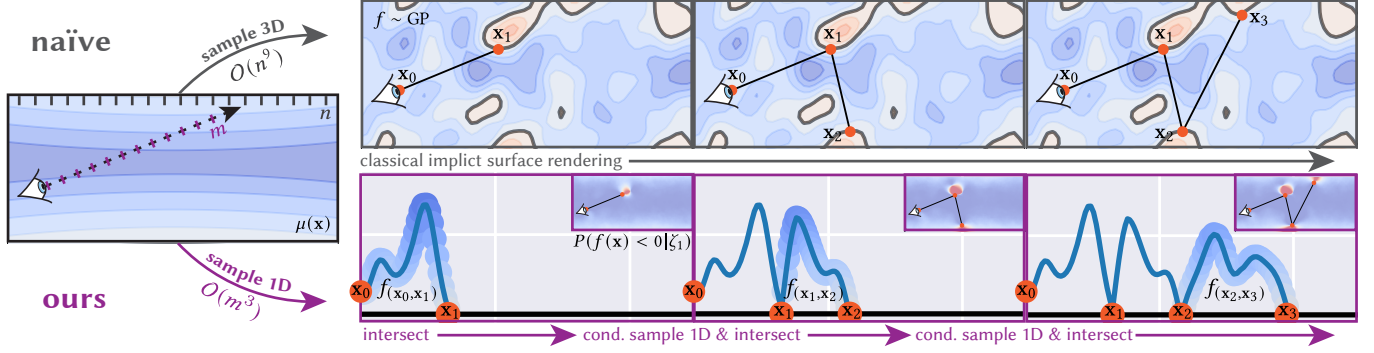 naïve
sample 3D
O(n⁹)
n
m
μ(x)
sample 1D
O(m³)
ours
f ~ GP
x₀
x₁
x₀
x₁
x₂
x₀
x₁
x₂
x₃
classical implict surface rendering
P(f(x) < 0|ζ₁)
x₀
f(x₀,x₁)
x₁
x₀
f(x₁,x₂)
x₁
x₂
x₀
f(x₂,x₃)
x₁
x₂
x₃
intersect
cond. sample 1D & intersect
cond. sample 1D & intersect